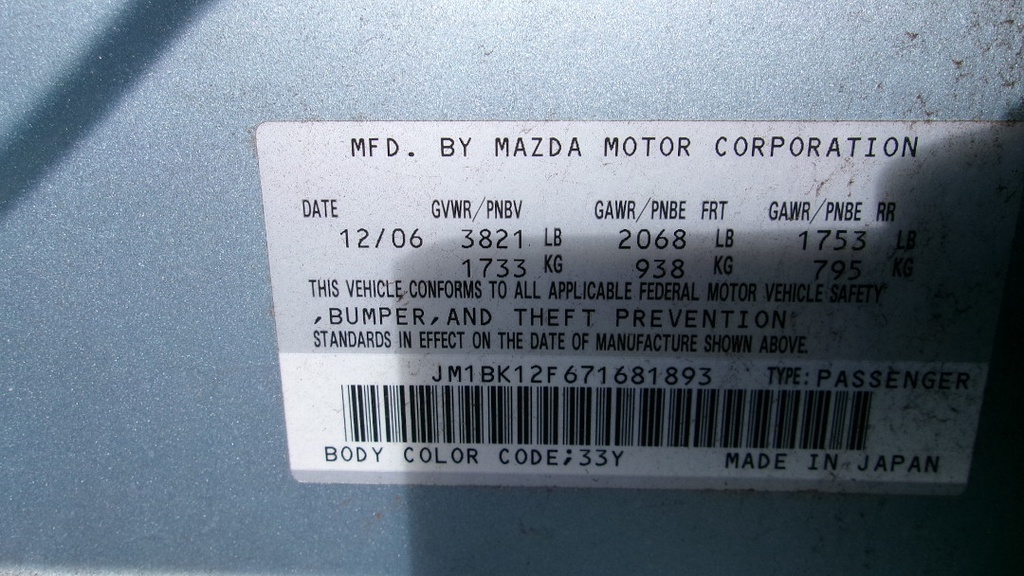 MFD. BY MAZDA MOTOR CORPORATION
DATE GVWR/PNBV GAWR/PNBE FRT GAWR/PNBE RR
12/06 3821 LB 2068 LB 1753 LB
1733 KG 938 KG 795 KG
THIS VEHICLE CONFORMS TO ALL APPLICABLE FEDERAL MOTOR VEHICLE SAFETY
,BUMPER,AND THEFT PREVENTION
STANDARDS IN EFFECT ON THE DATE OF MANUFACTURE SHOWN ABOVE.
JM1BK12F671681893 TYPE: PASSENGER
BODY COLOR CODE;33Y MADE IN JAPAN